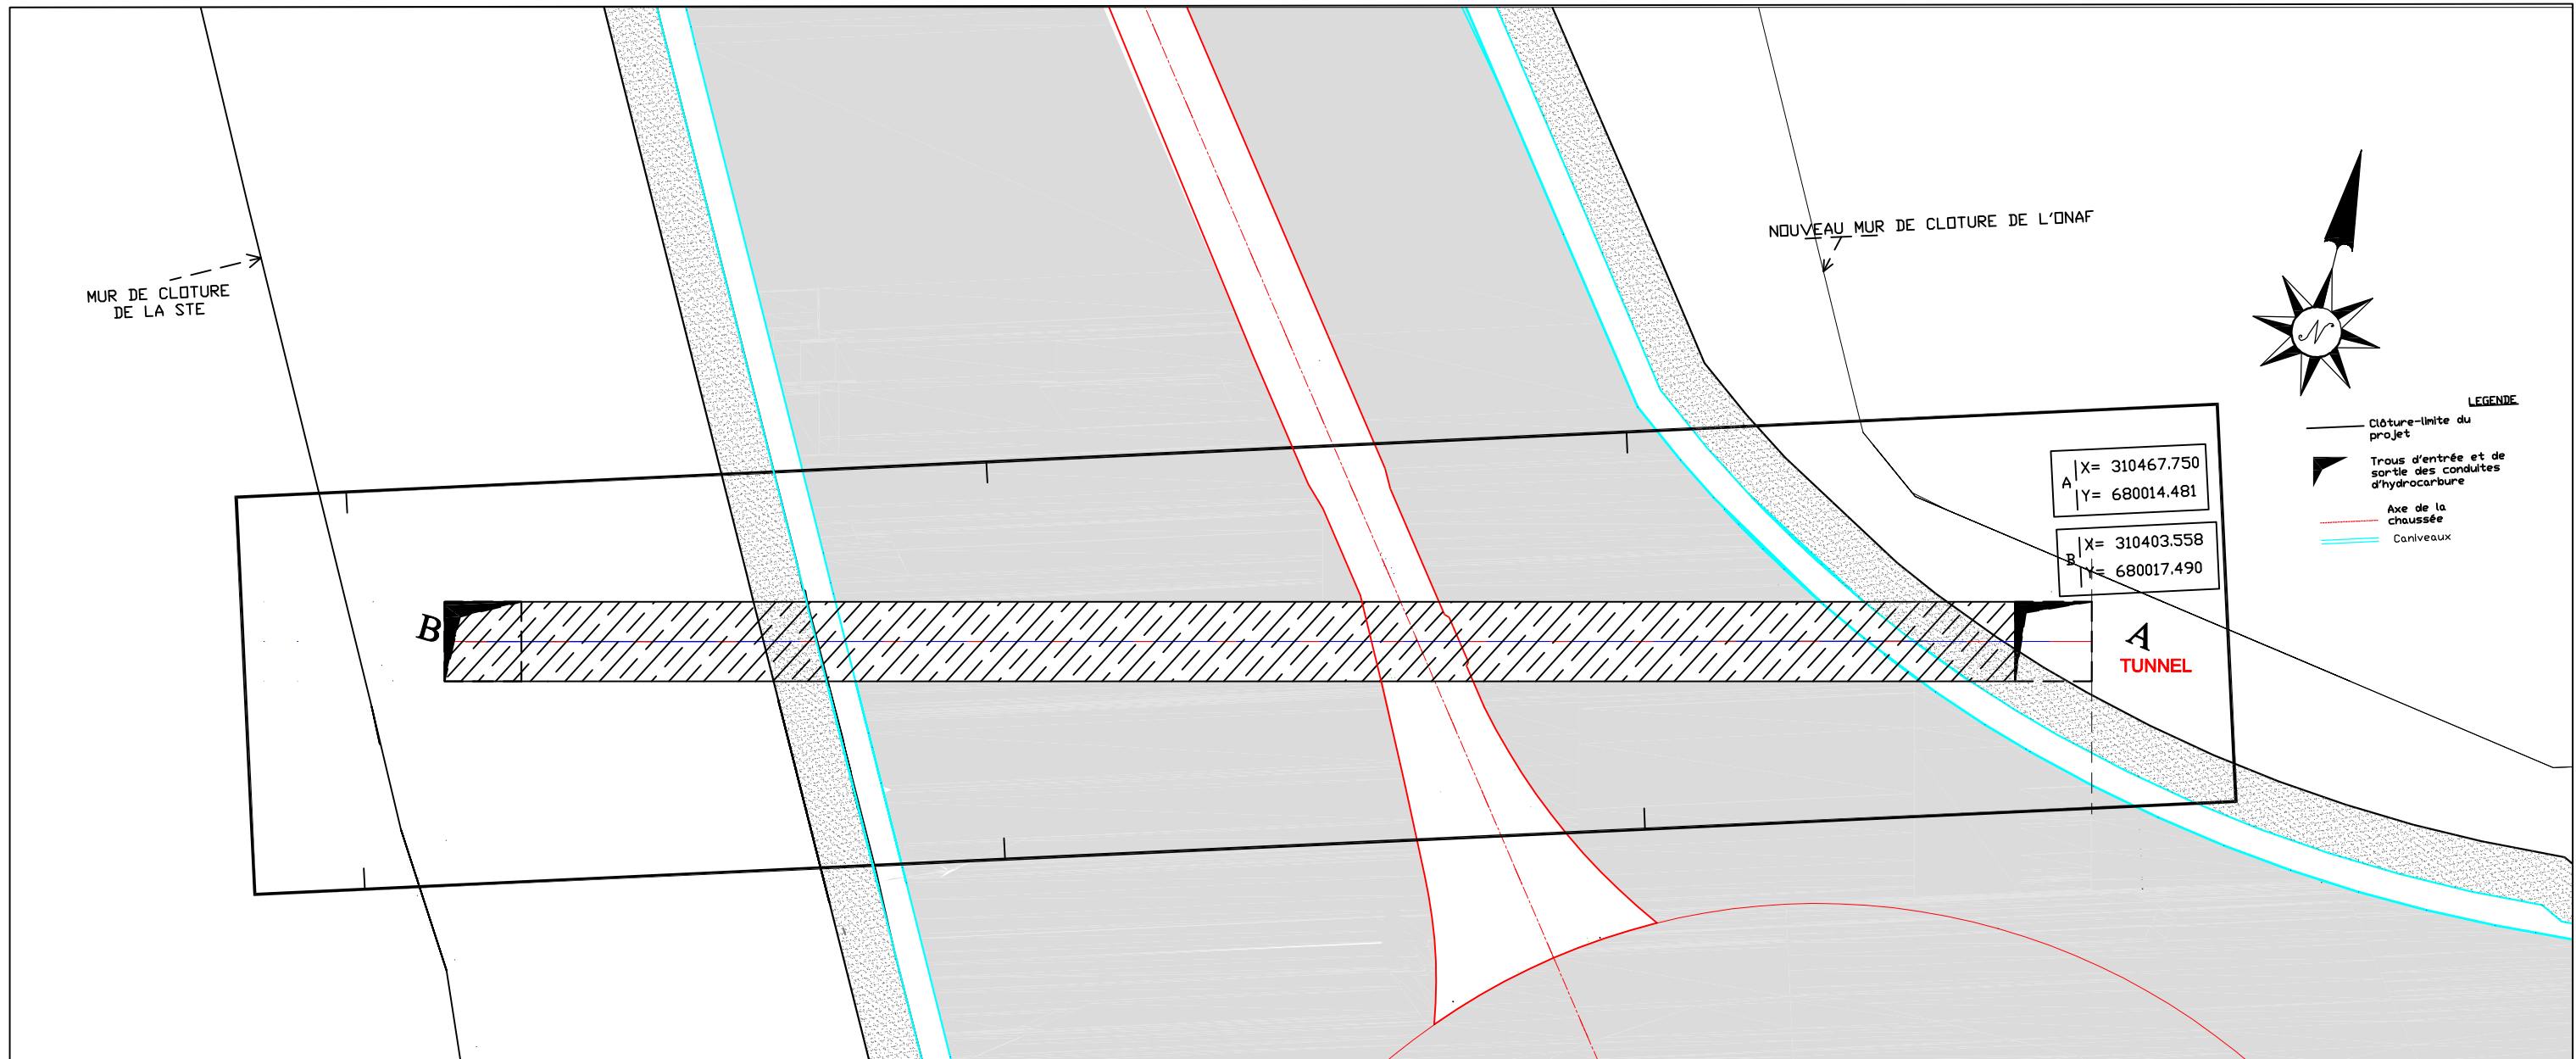 MUR DE CLOTURE
DE LA STE
NOUVEAU MUR DE CLOTURE DE L'ONAF
N
LEGENDE
Clôture-limite du
projet
Trous d'entrée et de
sortie des conduites
d'hydrocarbure
Axe de la
chaussée
Caniveaux
A
X= 310467.750
Y= 680014.481
B
X= 310403.558
Y= 680017.490
B
A
TUNNEL